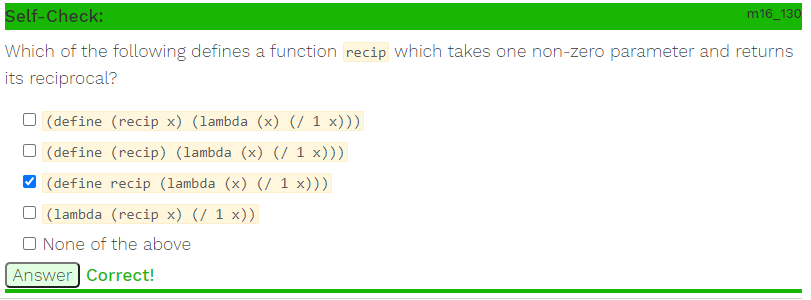 Self-Check: m16_130
Which of the following defines a function recip which takes one non-zero parameter and returns
its reciprocal?
(define (recip x) (lambda (x) (/ 1 x)))
(define (recip) (lambda (x) (/ 1 x)))
(define recip (lambda (x) (/ 1 x)))
(lambda (recip x) (/ 1 x))
None of the above
Answer Correct!